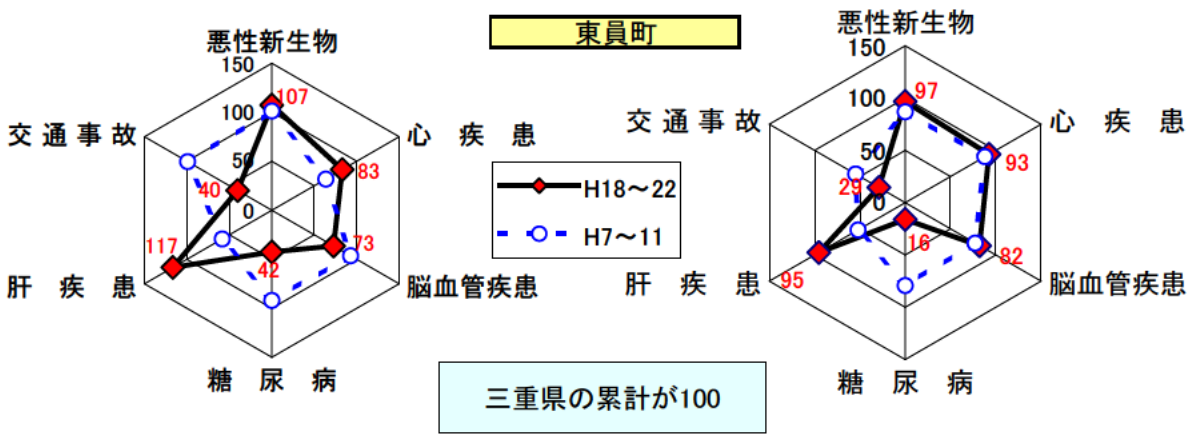 東員町
悪性新生物
150
107
100
50
0
心疾患
83
脳血管疾患
73
糖尿病
42
肝疾患
117
交通事故
40
H18～22
H7～11
悪性新生物
150
97
100
50
0
心疾患
93
脳血管疾患
82
糖尿病
16
肝疾患
95
交通事故
29
三重県の累計が100